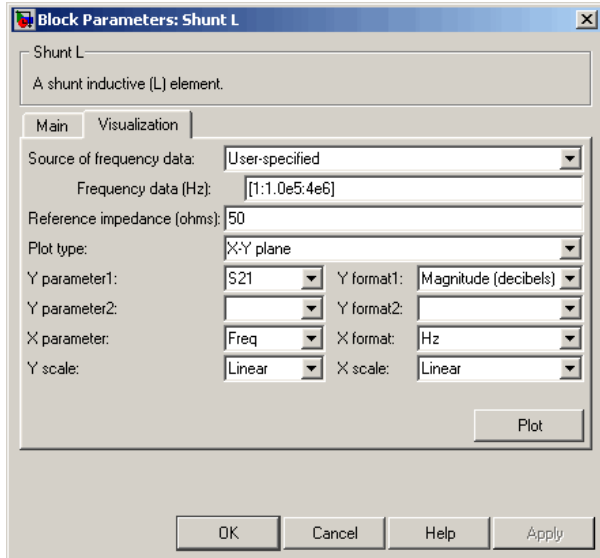 Block Parameters: Shunt L
Shunt L
A shunt inductive (L) element.
Main Visualization
Source of frequency data: User-specified
Frequency data (Hz): [1:1.0e5:4e6]
Reference impedance (ohms): 50
Plot type: X-Y plane
Y parameter1: S21 Y format1: Magnitude (decibels)
Y parameter2: Y format2:
X parameter: Freq X format: Hz
Y scale: Linear X scale: Linear
Plot
OK Cancel Help Apply